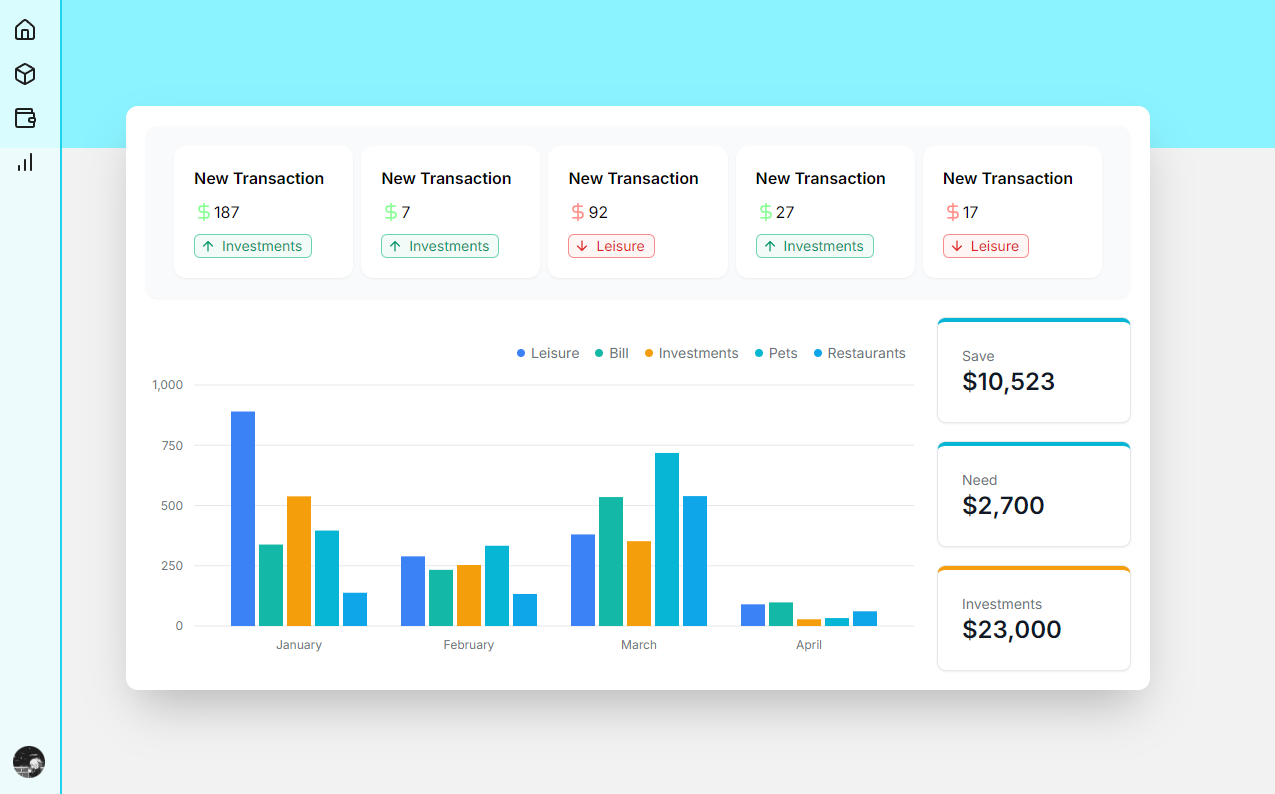 New Transaction New Transaction New Transaction New Transaction New Transaction
$187 $7 $92 $27 $17
↑ Investments ↑ Investments ↓ Leisure ↑ Investments ↓ Leisure
Leisure Bill Investments Pets Restaurants
1,000
750
500
250
0
January February March April
Save
$10,523
Need
$2,700
Investments
$23,000